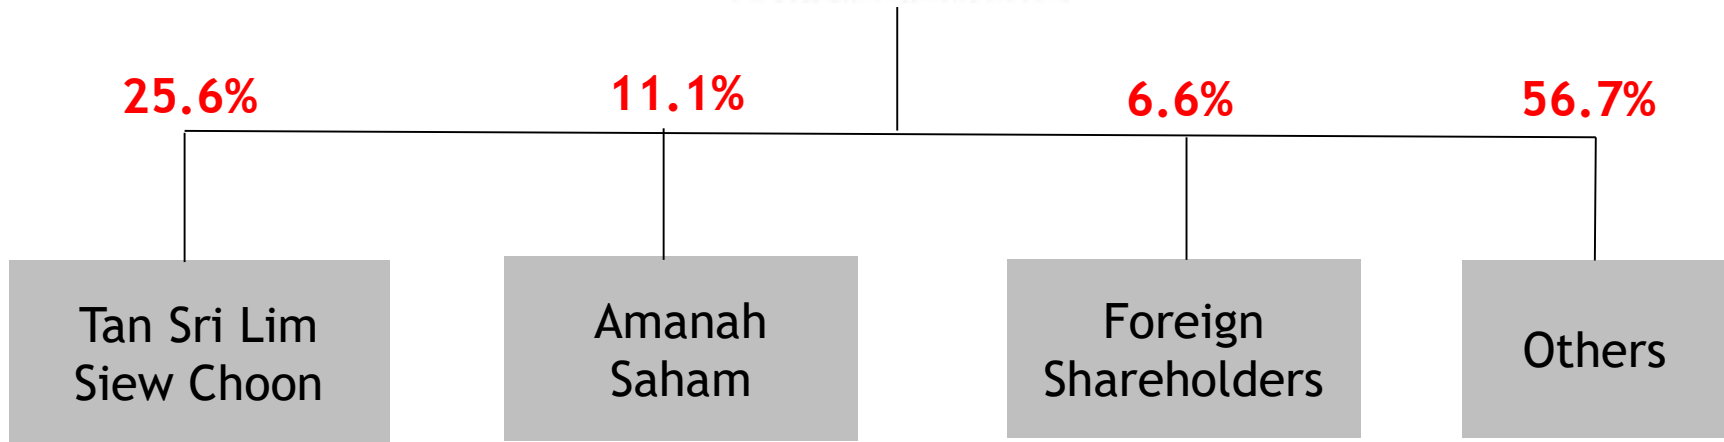 25.6%
11.1%
6.6%
56.7%
Tan Sri Lim
Siew Choon
Amanah
Saham
Foreign
Shareholders
Others